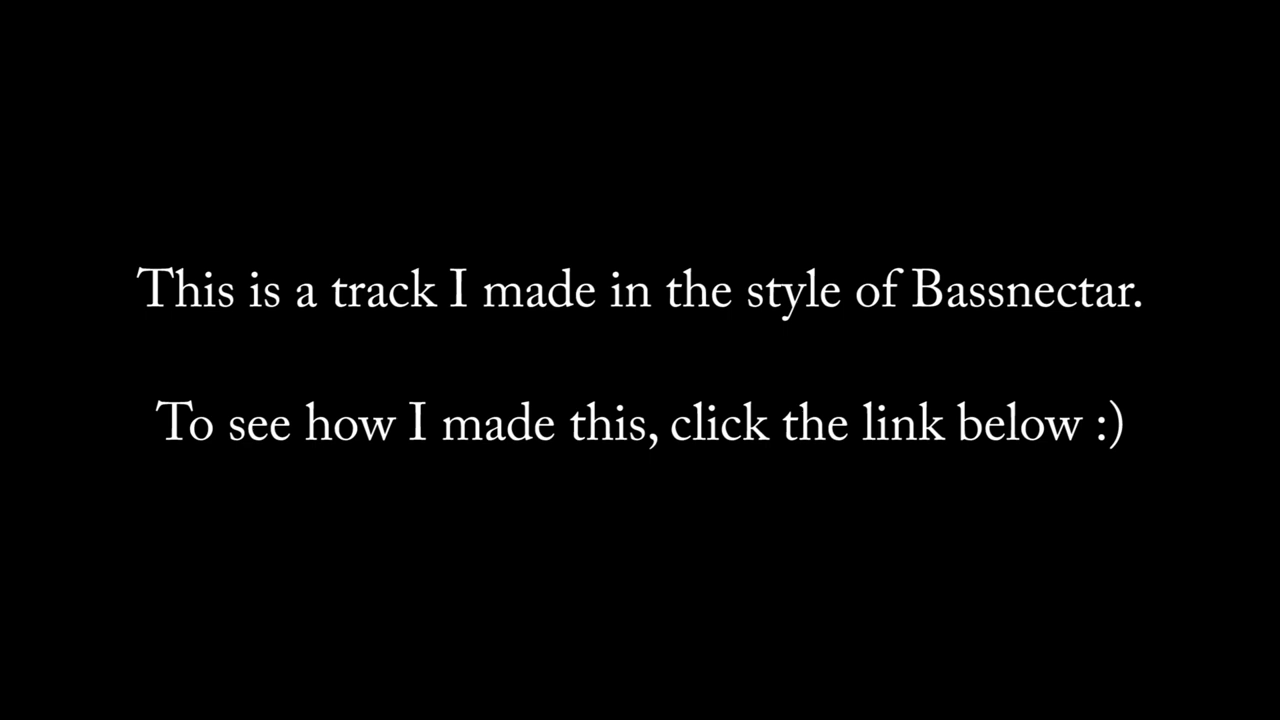 This is a track I made in the style of Bassnectar.
To see how I made this, click the link below :)